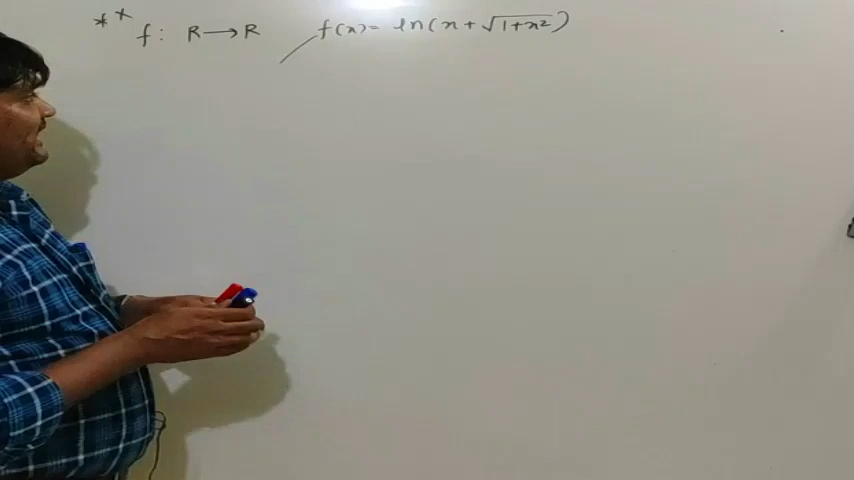 ** f: R → R f(x) = ln(x + √(1+x²))